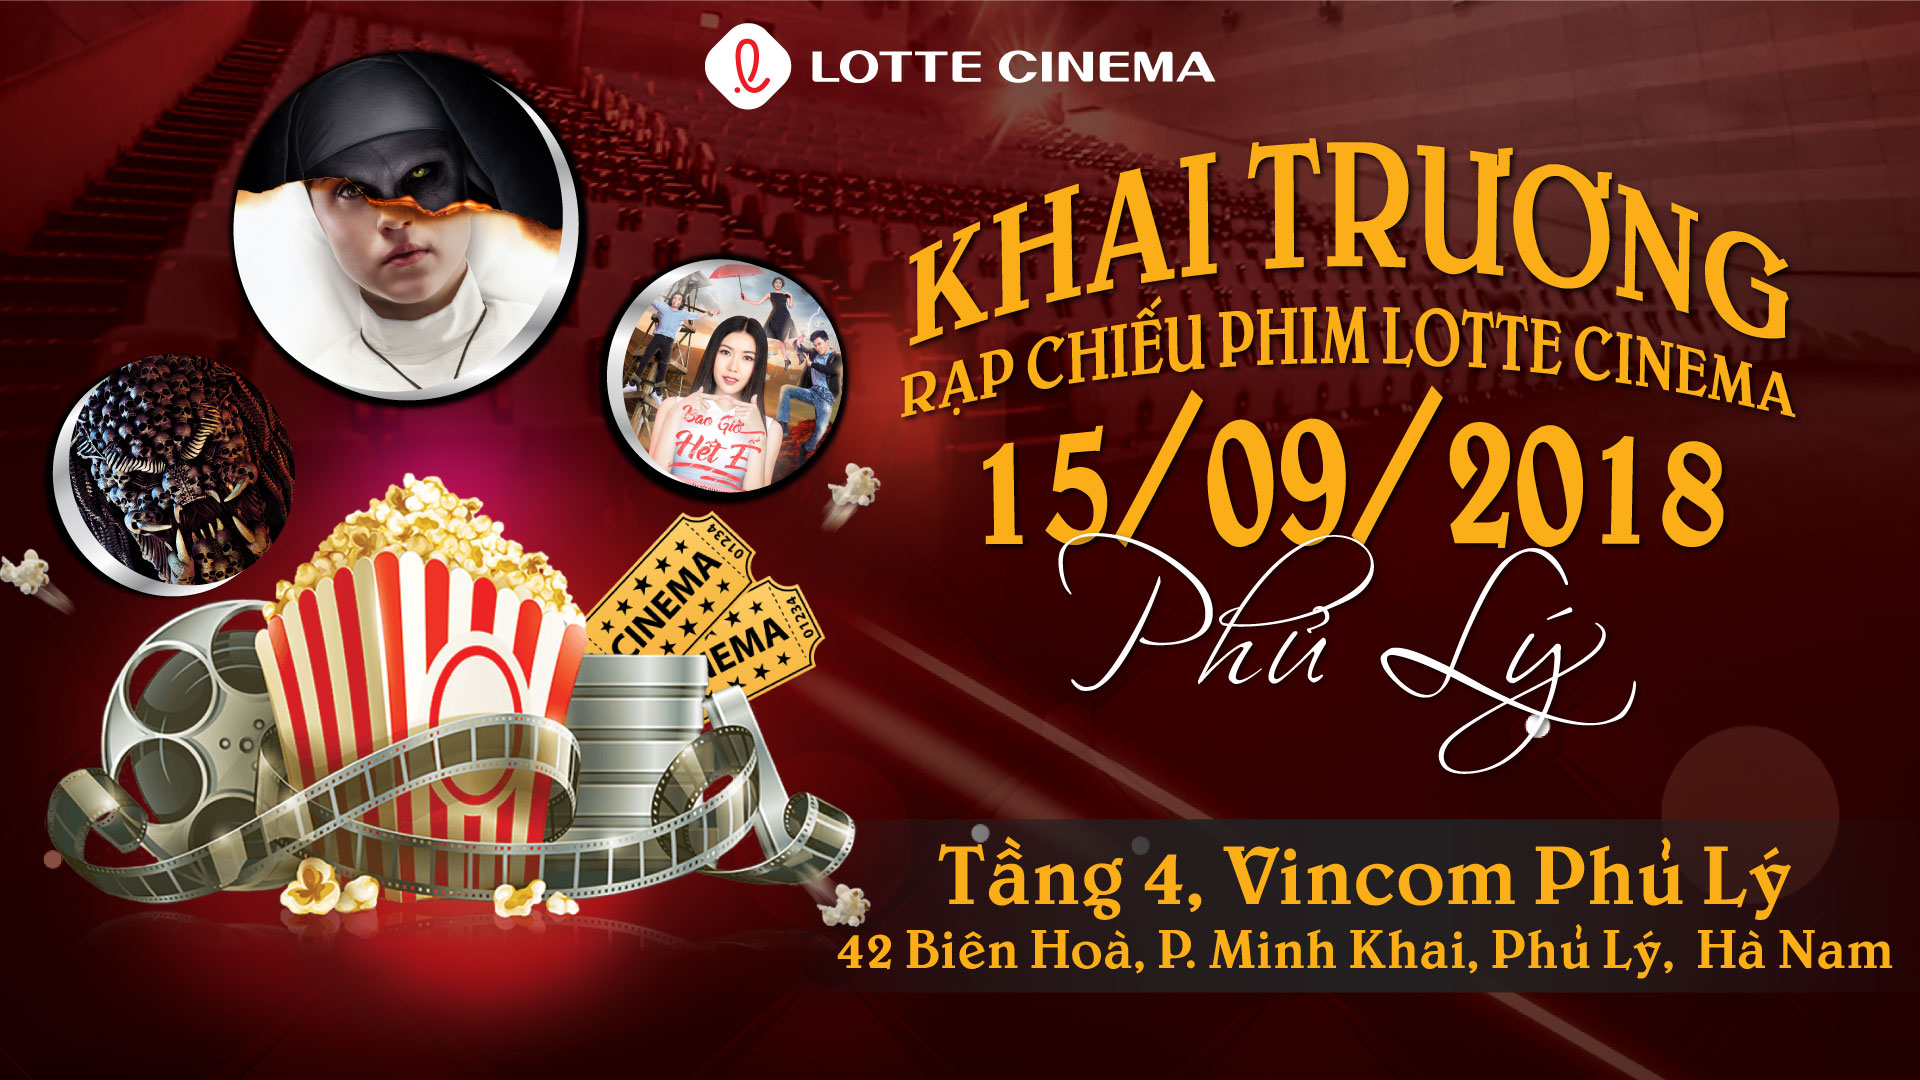 LOTTE CINEMA
KHAI TRƯƠNG
RẠP CHIẾU PHIM LOTTE CINEMA
15/09/2018
Phủ Lý
Bao Giờ
Hết Ế
CINEMA
01234
01234
Tầng 4, Vincom Phủ Lý
42 Biên Hoà, P. Minh Khai, Phủ Lý, Hà Nam